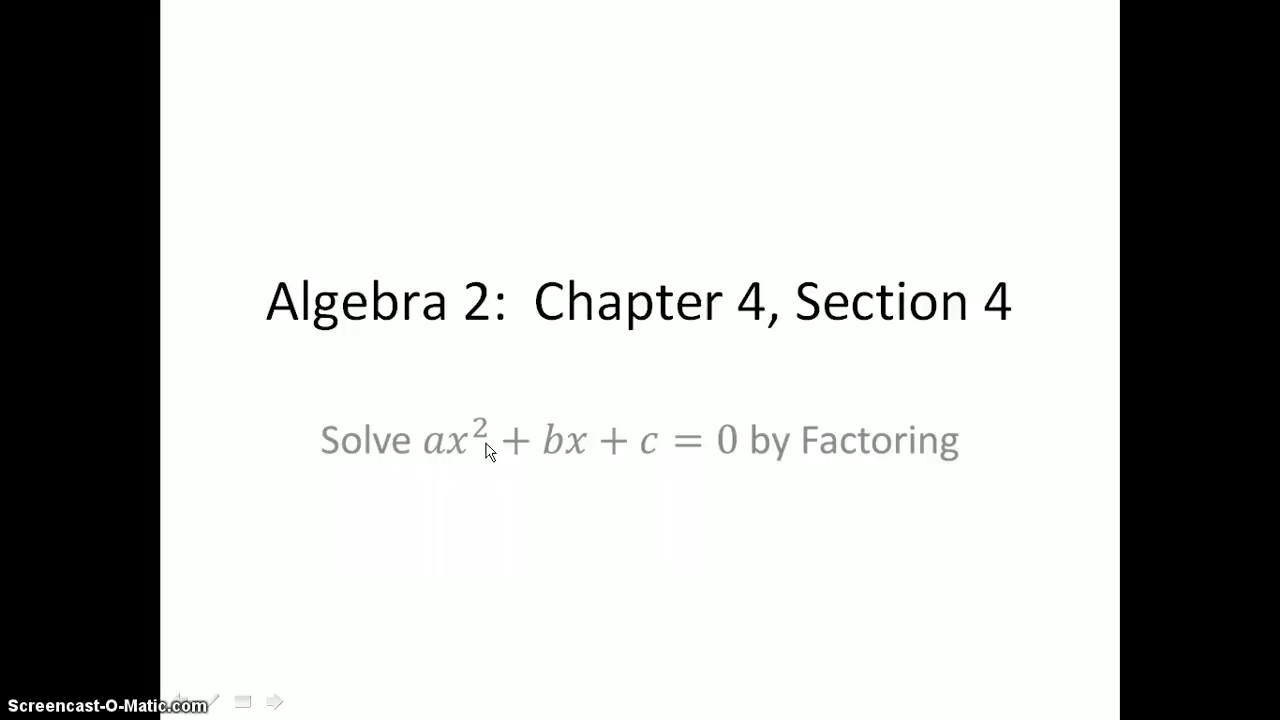 Algebra 2: Chapter 4, Section 4
Solve 𝑎𝑥² + 𝑏𝑥 + 𝑐 = 0 by Factoring
Screencast-O-Matic.com